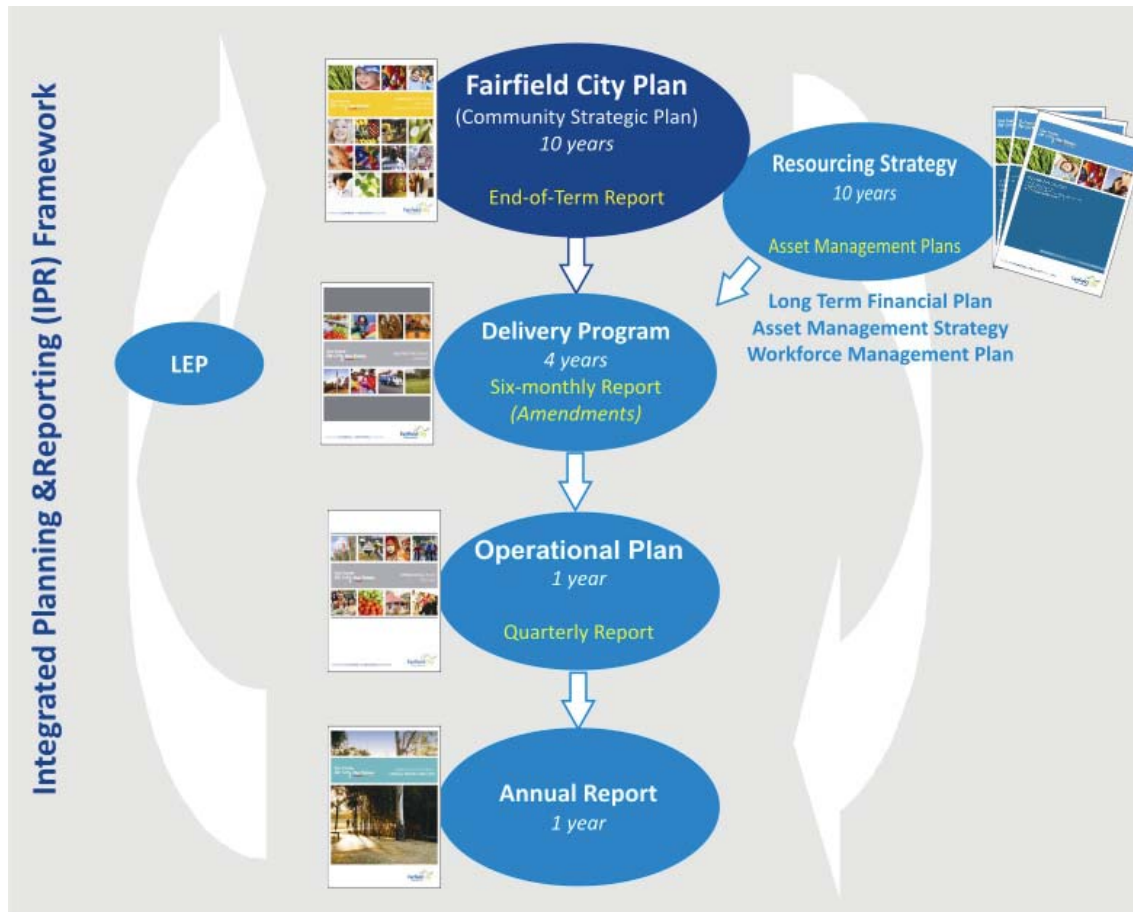 Integrated Planning &Reporting (IPR) Framework
Fairfield City Plan
(Community Strategic Plan)
10 years
End-of-Term Report
Resourcing Strategy
10 years
Asset Management Plans
Long Term Financial Plan
Asset Management Strategy
Workforce Management Plan
LEP
Delivery Program
4 years
Six-monthly Report
(Amendments)
Operational Plan
1 year
Quarterly Report
Annual Report
1 year